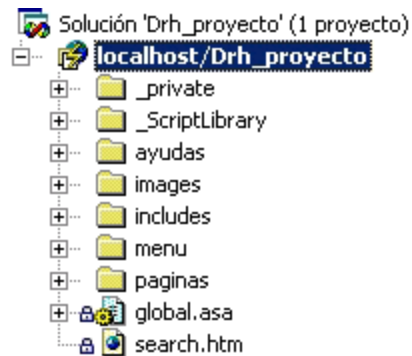 Solución 'Drh_proyecto' (1 proyecto)
localhost/Drh_proyecto
_private
_ScriptLibrary
ayudas
images
includes
menu
paginas
global.asa
search.htm